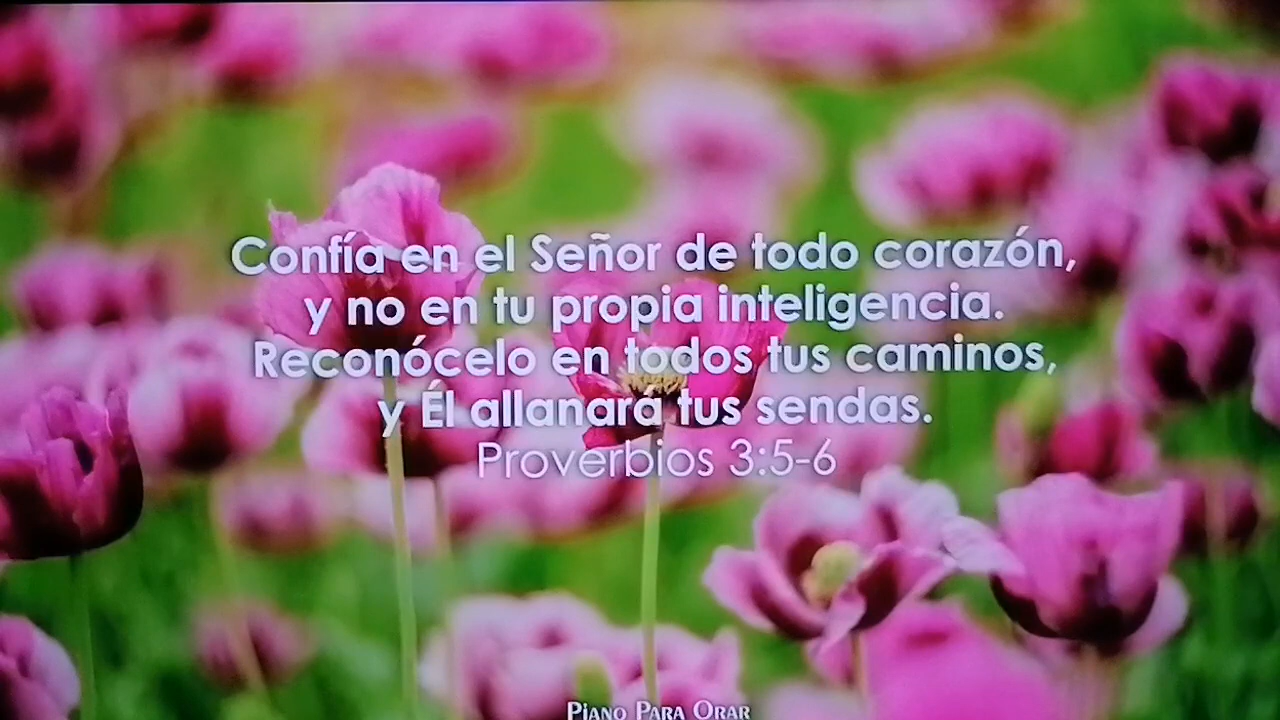 Confía en el Señor de todo corazón,
y no en tu propia inteligencia.
Reconócelo en todos tus caminos,
y Él allanará tus sendas.
Proverbios 3:5-6
Piano Para Orar